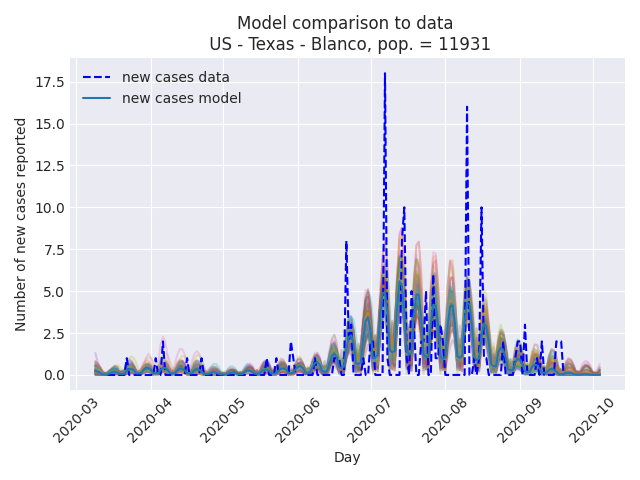 Model comparison to data
US - Texas - Blanco, pop. = 11931
new cases data
new cases model
Number of new cases reported
17.5
15.0
12.5
10.0
7.5
5.0
2.5
0.0
2020-03
2020-04
2020-05
2020-06
2020-07
2020-08
2020-09
2020-10
Day